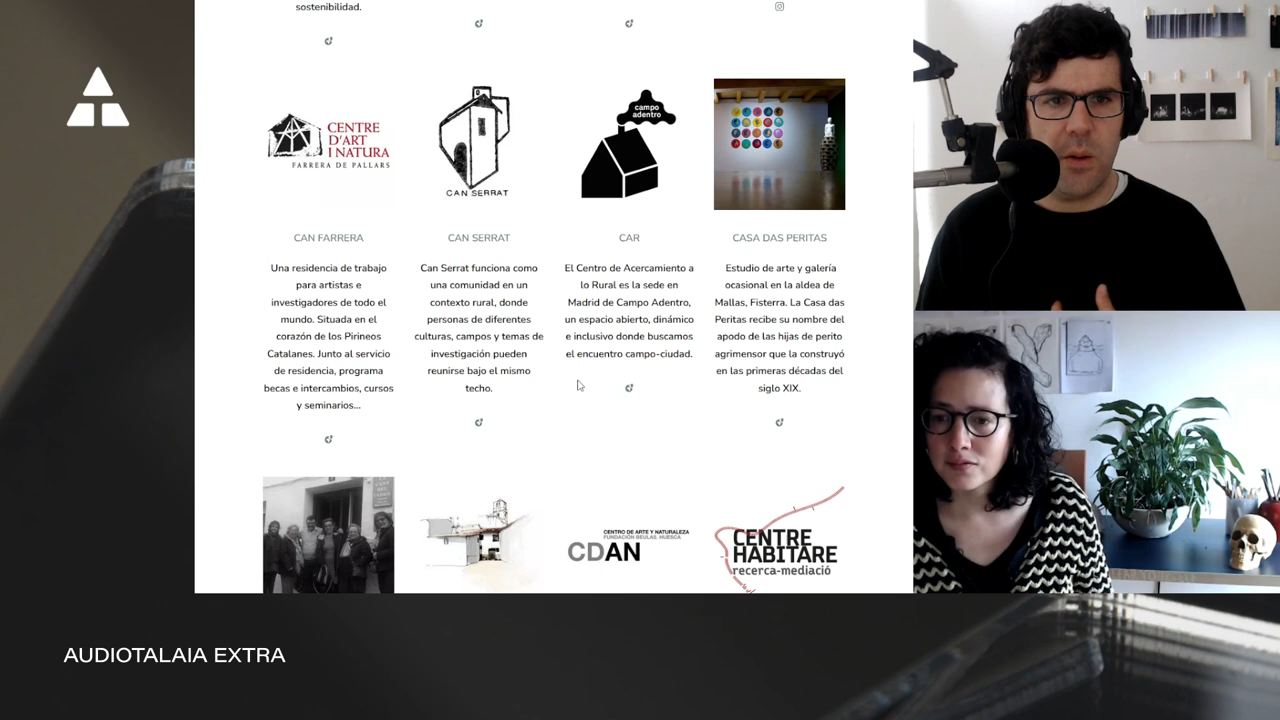 sostenibilidad.
CENTRE
D'ART
I NATURA
FARRERA DE PALLARS
CAN SERRAT
campo
adentro
CAN FARRERA
Una residencia de trabajo
para artistas e
investigadores de todo el
mundo. Situada en el
corazón de los Pirineos
Catalanes. Junto al servicio
de residencia, programa
becas e intercambios, cursos
y seminarios...
CAN SERRAT
Can Serrat funciona como
una comunidad en un
contexto rural, donde
personas de diferentes
culturas, campos y temas de
investigación pueden
reunirse bajo el mismo
techo.
CAR
El Centro de Acercamiento a
lo Rural es la sede en
Madrid de Campo Adentro,
un espacio abierto, dinámico
e inclusivo donde buscamos
el encuentro campo-ciudad.
CASA DAS PERITAS
Estudio de arte y galería
ocasional en la aldea de
Mallas, Fisterra. La Casa das
Peritas recibe su nombre del
apodo de las hijas de perito
agrimensor que la construyó
en las primeras décadas del
siglo XIX.
CENTRO DE ARTE Y NATURALEZA
FUNDACIÓN BEULAS. HUESCA
CDAN
CENTRE
HABITARE
recerca-mediació
AUDIOTALAIA EXTRA